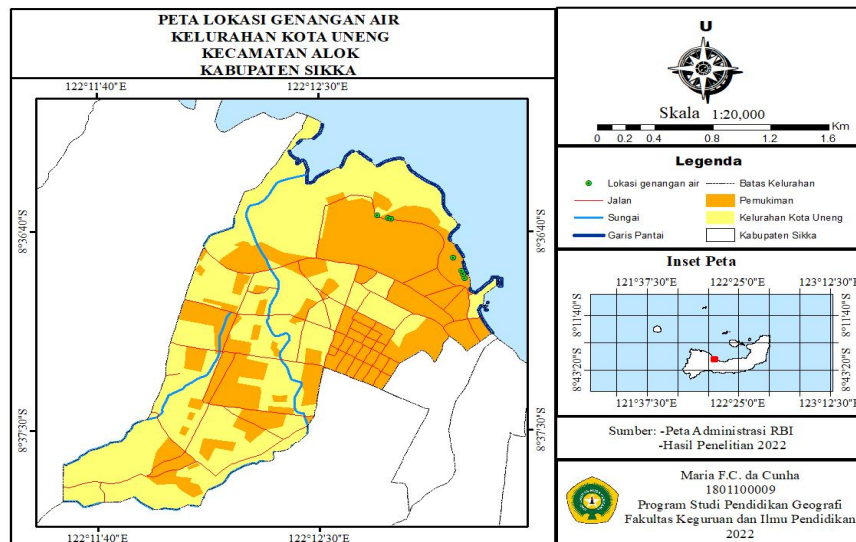 PETA LOKASI GENANGAN AIR
KELURAHAN KOTA UNENG
KECAMATAN ALOK
KABUPATEN SIKKA
122°11'40"E 122°12'30"E
8°36'40"S 8°36'40"S
8°37'30"S 8°37'30"S
122°11'40"E 122°12'30"E
U
Skala 1:20,000
0 0.2 0.4 0.8 1.2 1.6 Km
Legenda
Lokasi genangan air
Jalan
Sungai
Garis Pantai
Batas Kelurahan
Pemukiman
Kelurahan Kota Uneng
Kabupaten Sikka
Inset Peta
121°37'30"E 122°25'0"E 123°12'30"E
8°11'40"S 8°11'40"S
8°43'20"S 8°43'20"S
121°37'30"E 122°25'0"E 123°12'30"E
Sumber: -Peta Administrasi RBI
-Hasil Penelitian 2022
Maria F.C. da Cunha
1801100009
Program Studi Pendidikan Geografi
Fakultas Keguruan dan Ilmu Pendidikan
2022